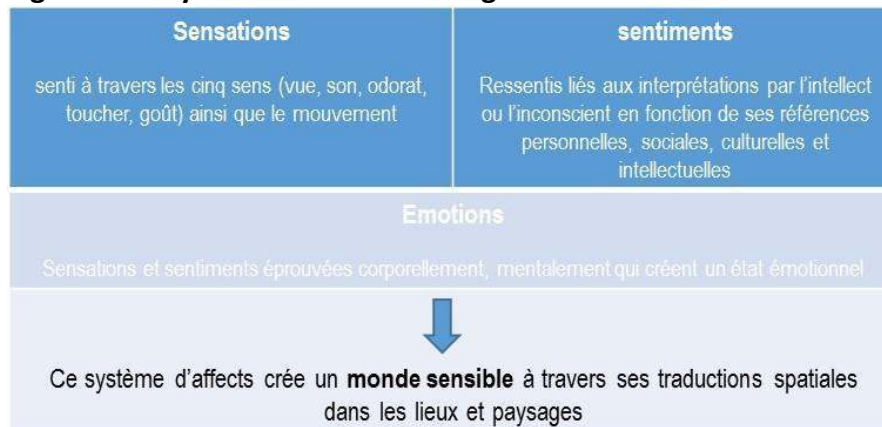 Sensations
senti à travers les cinq sens (vue, son, odorat,
toucher, goût) ainsi que le mouvement
sentiments
Ressentis liés aux interprétations par l'intellect
ou l'inconscient en fonction de ses références
personnelles, sociales, culturelles et
intellectuelles
Emotions
Sensations et sentiments éprouvées corporellement, mentalement qui créent un état émotionnel
Ce système d'affects crée un monde sensible à travers ses traductions spatiales
dans les lieux et paysages